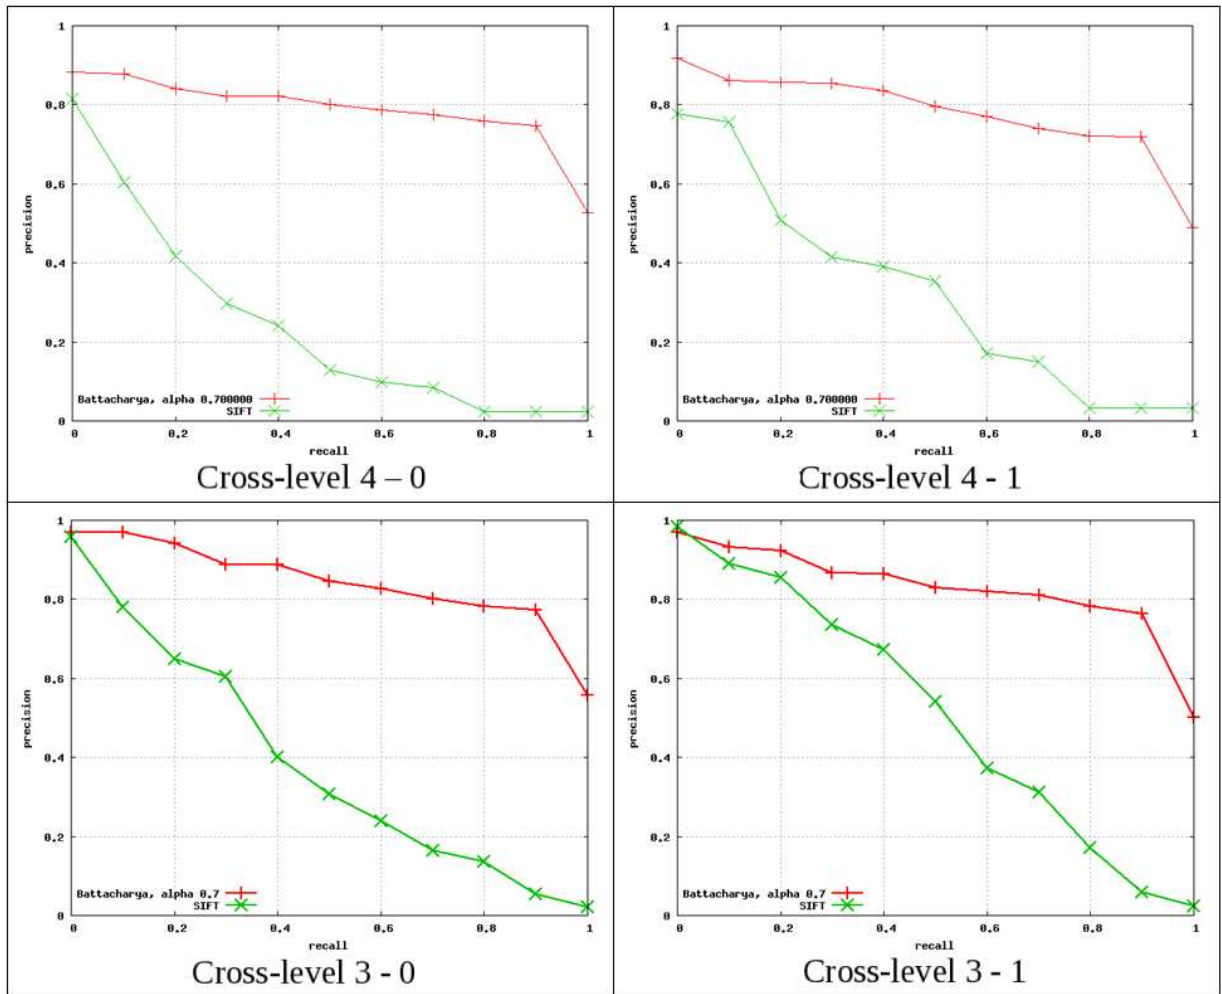 1
0.8
0.6
0.4
0.2
0
precision
Battacharya, alpha 0.700000
SIFT
0 0.2 0.4 0.6 0.8 1
recall
Cross-level 4 – 0
1
0.8
0.6
0.4
0.2
0
precision
Battacharya, alpha 0.700000
SIFT
0 0.2 0.4 0.6 0.8 1
recall
Cross-level 4 - 1
1
0.8
0.6
0.4
0.2
0
precision
Battacharya, alpha 0.7
SIFT
0 0.2 0.4 0.6 0.8 1
recall
Cross-level 3 - 0
1
0.8
0.6
0.4
0.2
0
precision
Battacharya, alpha 0.7
SIFT
0 0.2 0.4 0.6 0.8 1
recall
Cross-level 3 - 1